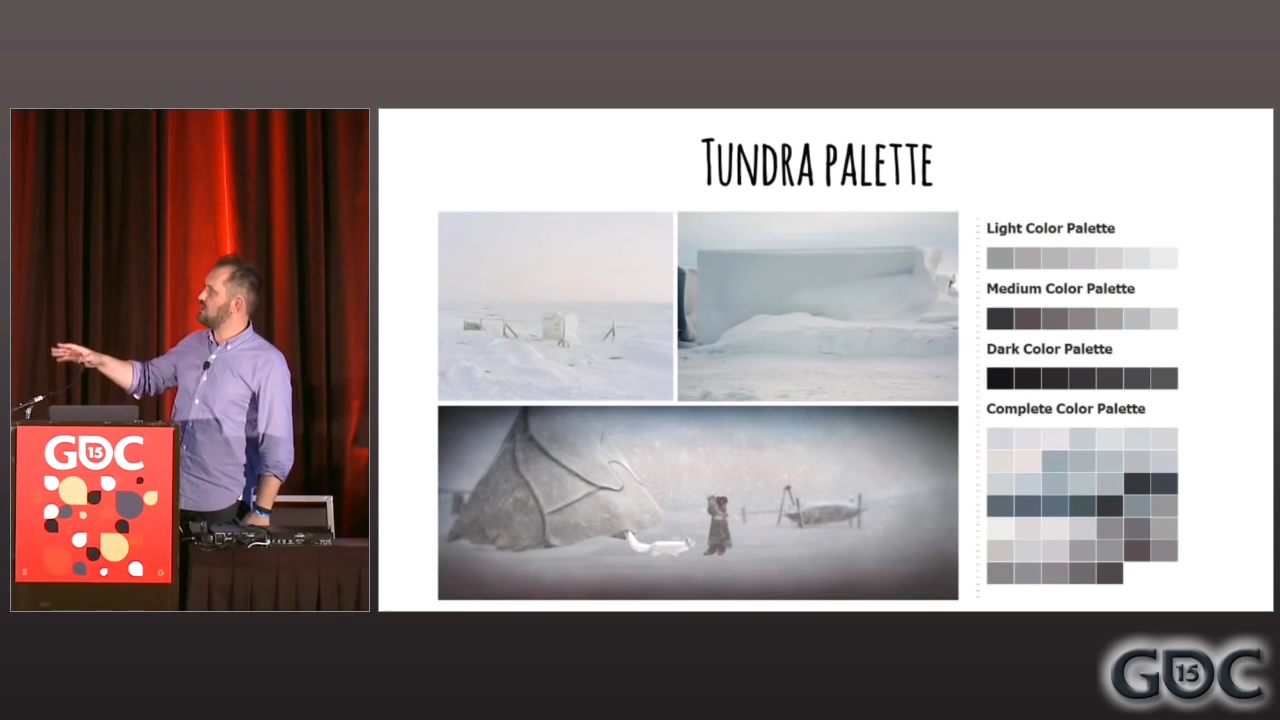 GDC
15
Tundra palette
Light Color Palette
Medium Color Palette
Dark Color Palette
Complete Color Palette
GDC
15